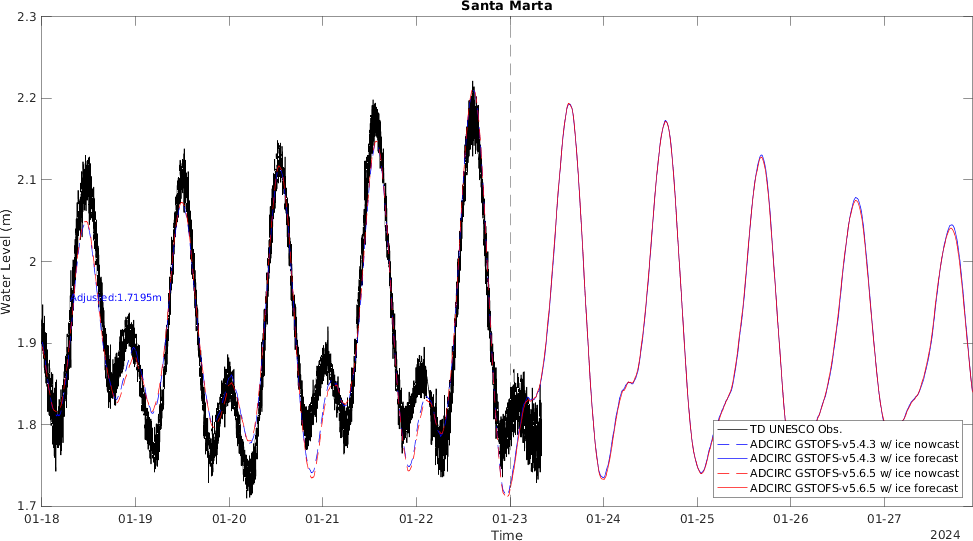 Santa Marta
2.3
2.2
2.1
2
1.9
1.8
1.7
Water Level (m)
Adjusted:1.7195m
TD UNESCO Obs.
ADCIRC GSTOFS-v5.4.3 w/ ice nowcast
ADCIRC GSTOFS-v5.4.3 w/ ice forecast
ADCIRC GSTOFS-v5.6.5 w/ ice nowcast
ADCIRC GSTOFS-v5.6.5 w/ ice forecast
01-18 01-19 01-20 01-21 01-22 01-23 01-24 01-25 01-26 01-27
Time
2024